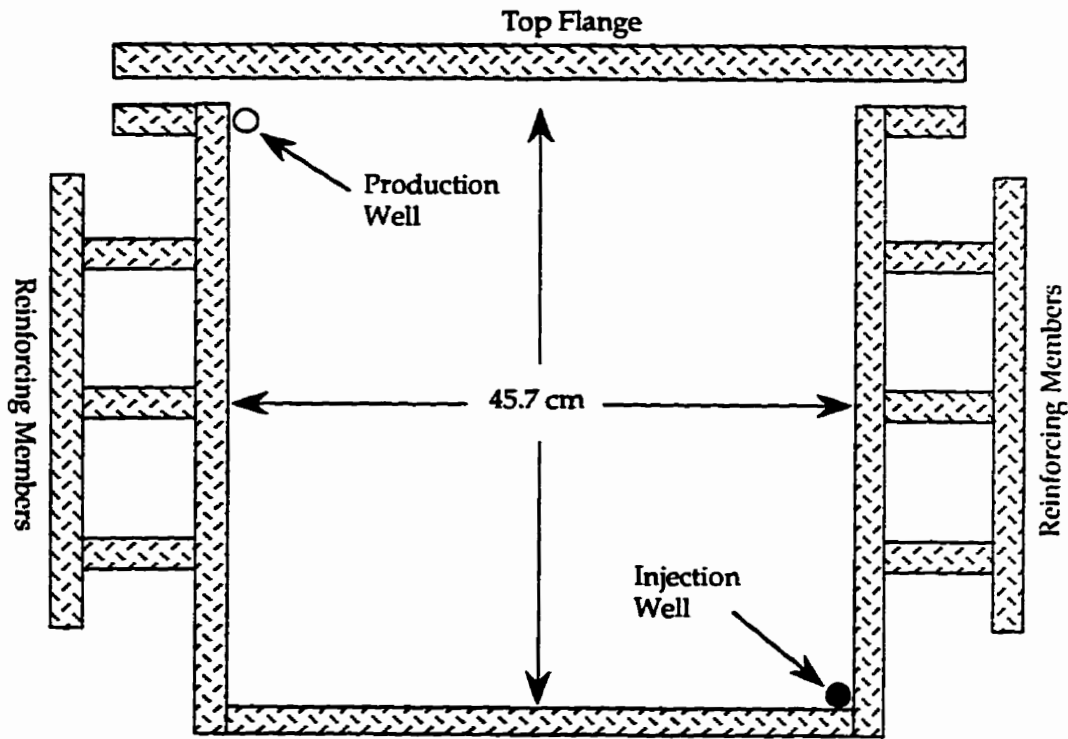 Top Flange
Production
Well
Reinforcing Members
45.7 cm
Reinforcing Members
Injection
Well